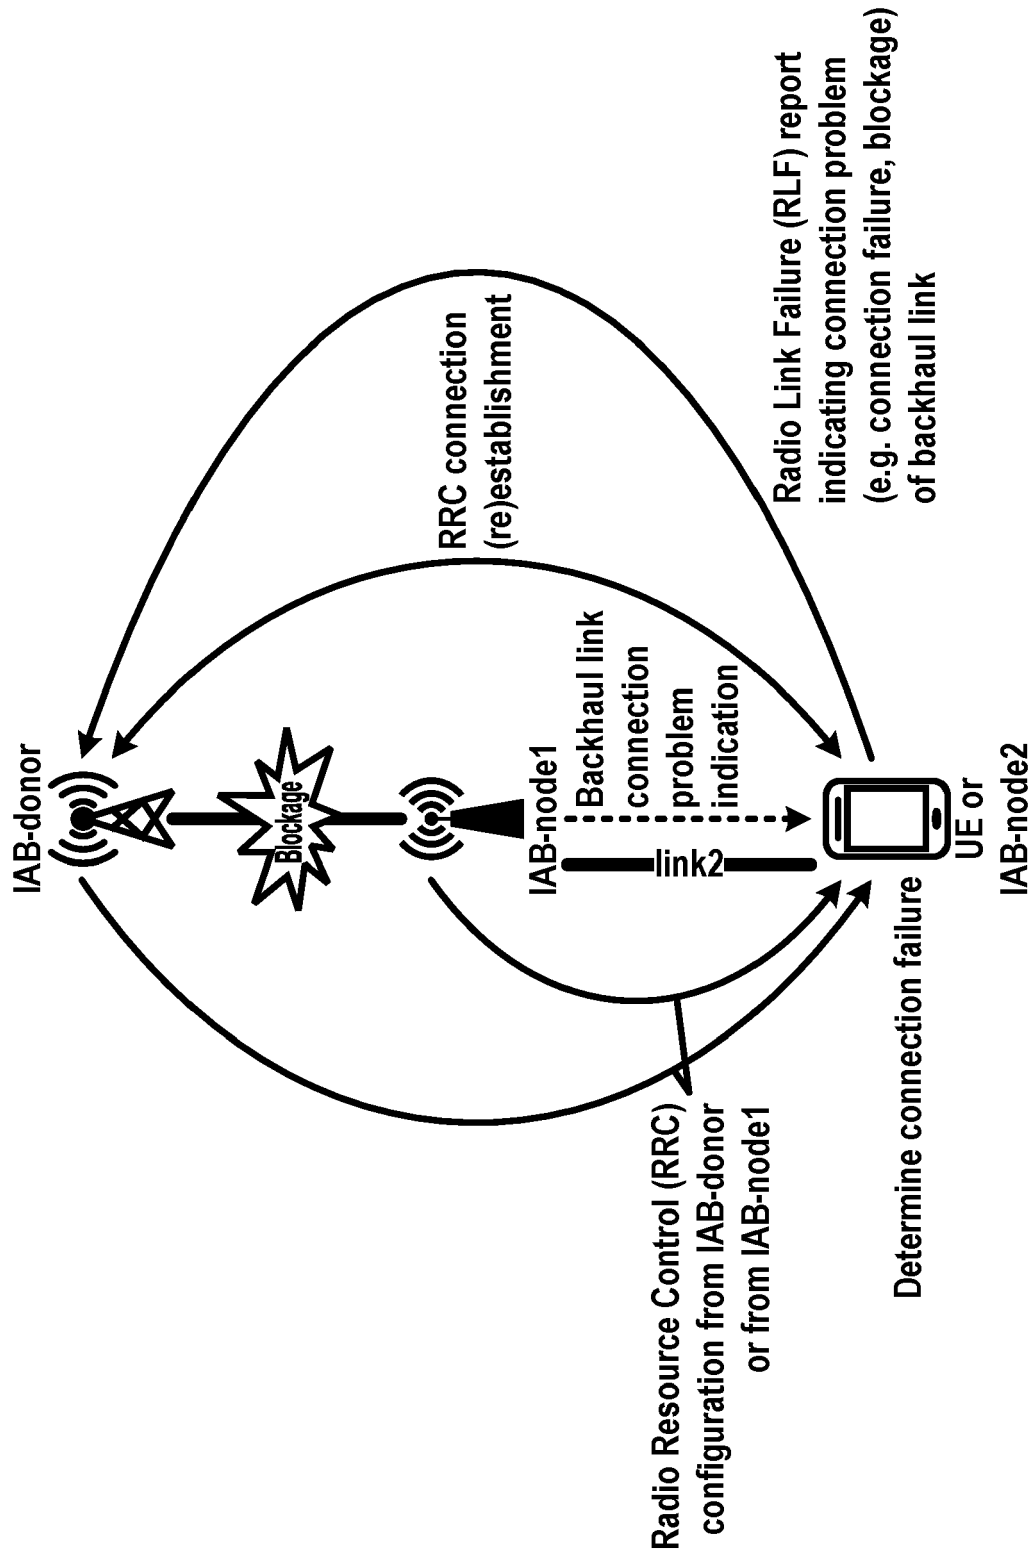 IAB-donor
Blockage
IAB-node1
link2
Backhaul link
connection
problem
indication
UE or
IAB-node2
RRC connection
(re)establishment
Radio Link Failure (RLF) report
indicating connection problem
(e.g. connection failure, blockage)
of backhaul link
Radio Resource Control (RRC)
configuration from IAB-donor
or from IAB-node1
Determine connection failure